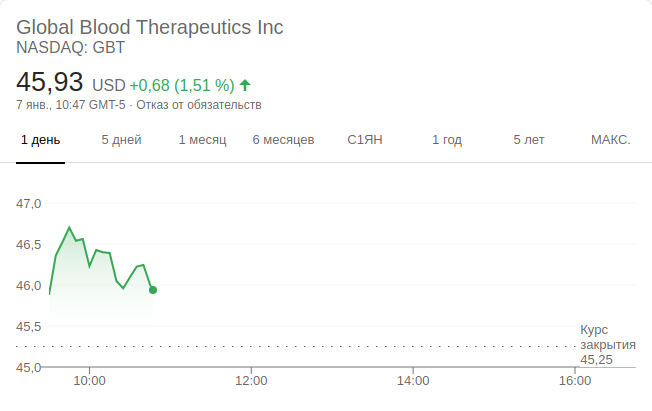 Global Blood Therapeutics Inc
NASDAQ: GBT
45,93 USD +0,68 (1,51 %)
7 янв., 10:47 GMT-5 · Отказ от обязательств
1 день 5 дней 1 месяц 6 месяцев С1ЯН 1 год 5 лет МАКС.
47,0
46,5
46,0
45,5
Курс
закрытия
45,25
45,0
10:00 12:00 14:00 16:00